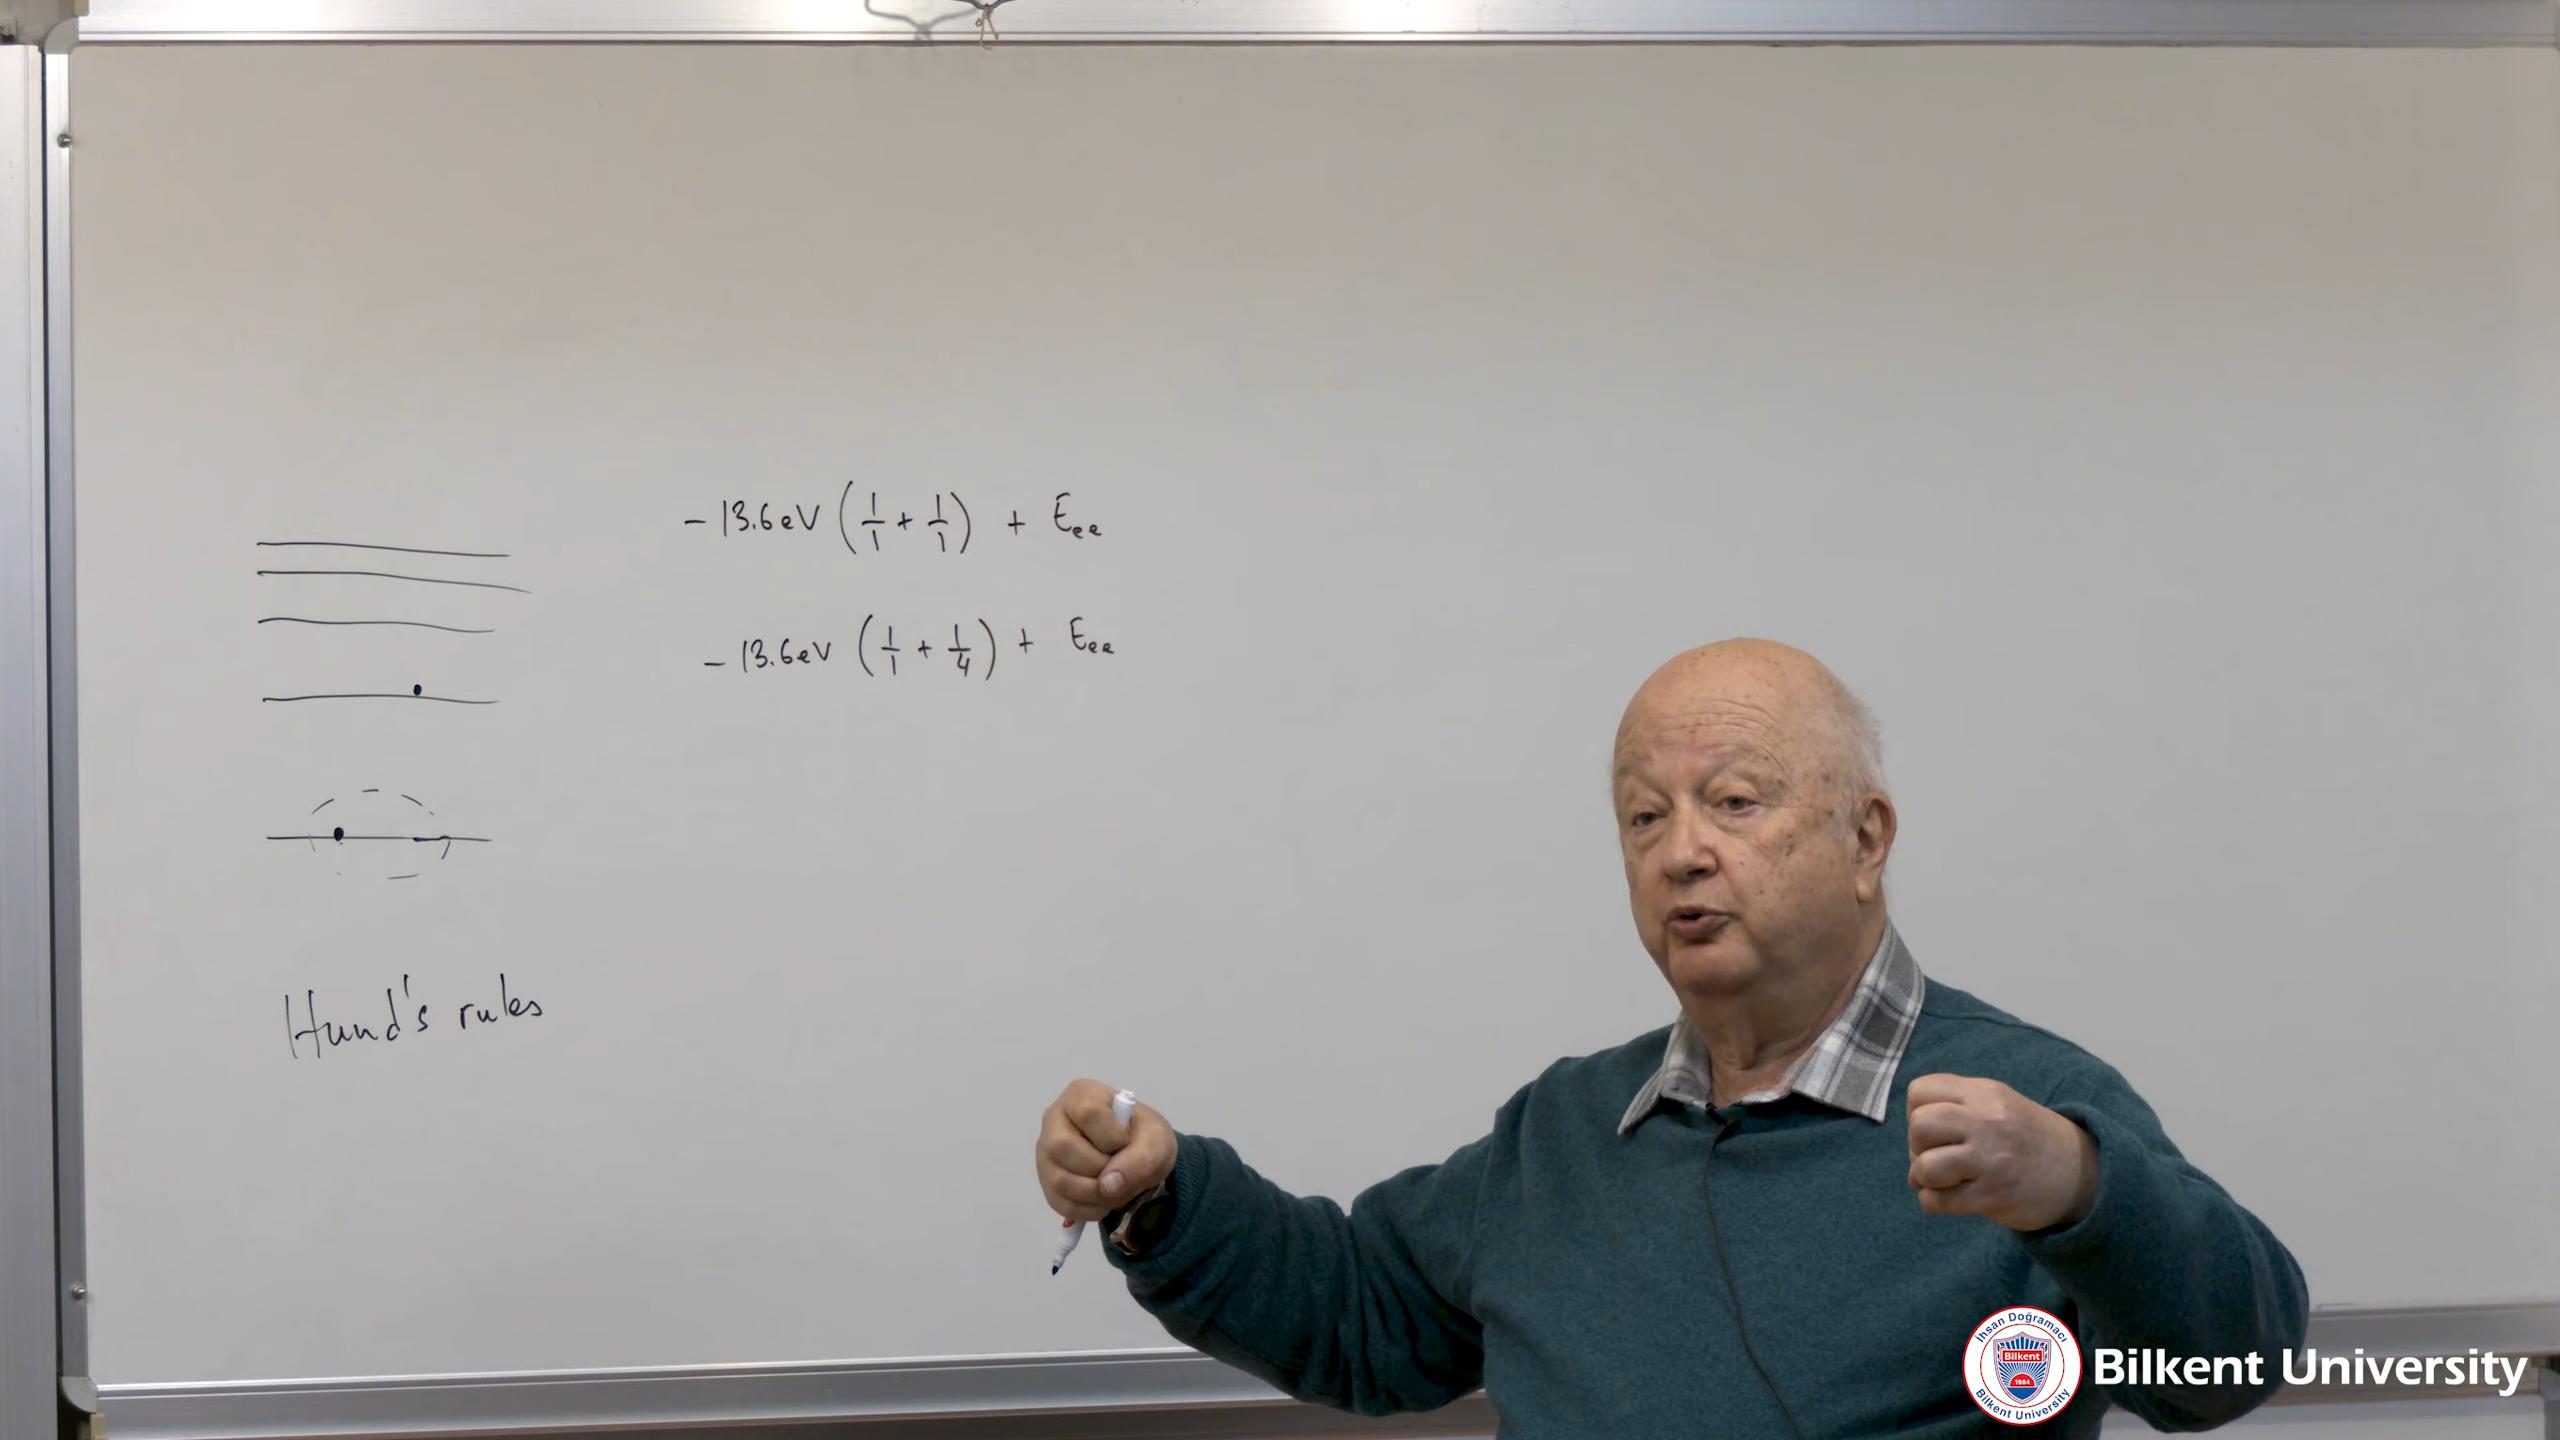 -13.6eV (1/1 + 1/1) + Eee
-13.6eV (1/1 + 1/4) + Eee
Hund's rules
İhsan Doğramacı
Bilkent
1984
Bilkent University
Bilkent University